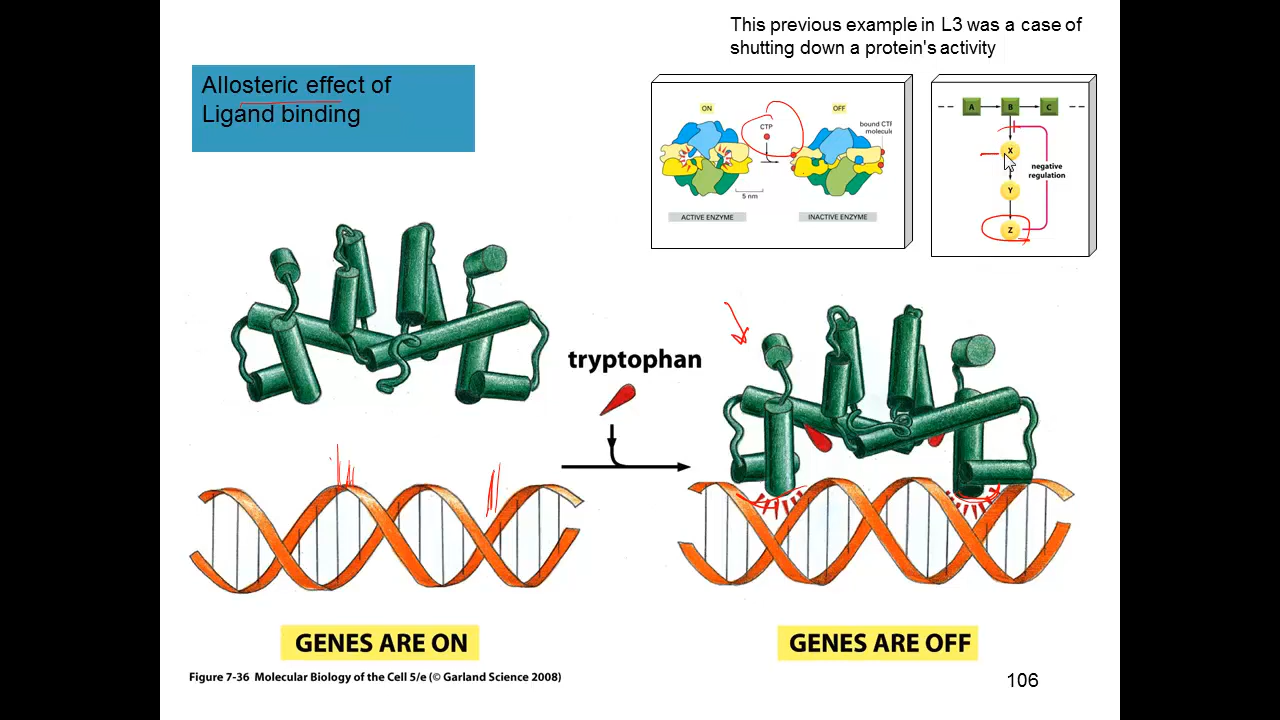 This previous example in L3 was a case of
shutting down a protein's activity
Allosteric effect of
Ligand binding
ON
OFF
CTP
bound CTP
molecule
5 nm
ACTIVE ENZYME
INACTIVE ENZYME
A
B
C
X
negative
regulation
Y
Z
tryptophan
GENES ARE ON
GENES ARE OFF
Figure 7-36 Molecular Biology of the Cell 5/e (© Garland Science 2008)
106